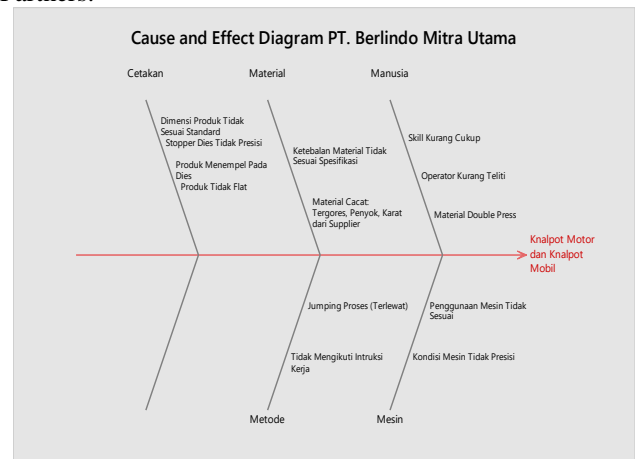 Partners.
Cause and Effect Diagram PT. Berlindo Mitra Utama
Cetakan
Material
Manusia
Dimensi Produk Tidak
Sesuai Standard
Stopper Dies Tidak Presisi
Produk Menempel Pada
Dies
Produk Tidak Flat
Ketebalan Material Tidak
Sesuai Spesifikasi
Material Cacat:
Tergores, Penyok, Karat
dari Supplier
Skill Kurang Cukup
Operator Kurang Teliti
Material Double Press
Knalpot Motor
dan Knalpot
Mobil
Jumping Proses (Terlewat)
Tidak Mengikuti Intruksi
Kerja
Penggunaan Mesin Tidak
Sesuai
Kondisi Mesin Tidak Presisi
Metode
Mesin